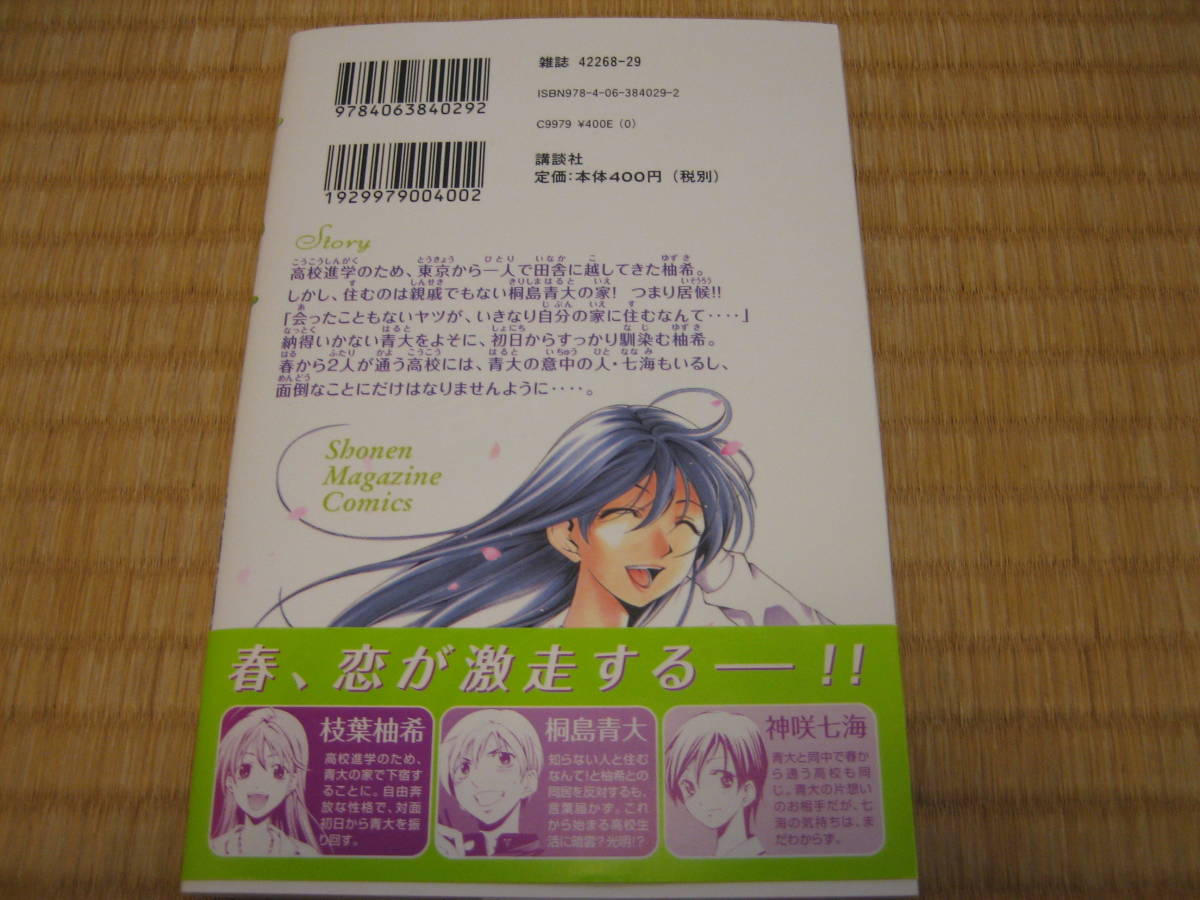 9784063840292
1929979004002
雑誌 42268-29
ISBN978-4-06-384029-2
C9979 ¥400E (0)
講談社
定価:本体400円(税別)
Story
高校進学のため、東京から一人で田舎に越してきた柚希。
しかし、住むのは親戚でもない桐島青大の家! つまり居候!!
「会ったこともないヤツが、いきなり自分の家に住むなんて‥‥」
納得いかない青大をよそに、初日からすっかり馴染む柚希。
春から2人が通う高校には、青大の意中の人・七海もいるし、
面倒なことにだけはなりませんように‥‥。
Shonen
Magazine
Comics
春、恋が激走する──!!
枝葉柚希
高校進学のため、
青大の家で下宿す
ることに。自由奔
放な性格で、対面
初日から青大を振
り回す。
桐島青大
知らない人と住む
なんて!と柚希との
同居を反対するも、
言葉届かず。これ
から始まる高校生
活に暗雲?光明!?
神咲七海
青大と同中で春か
ら通う高校も同
じ。青大の片想い
のお相手だが、七
海の気持ちは、ま
だわからず。